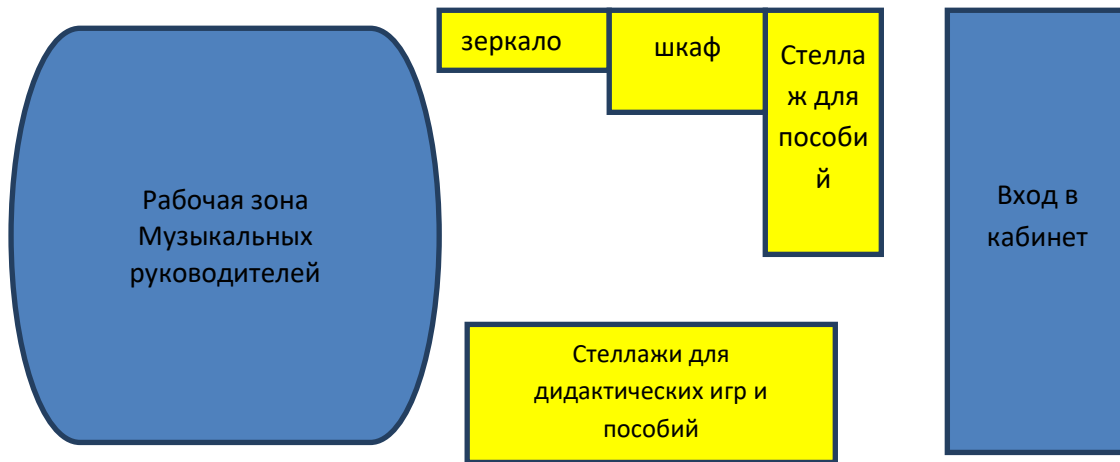 зеркало
шкаф
Стелла
ж для
пособи
й
Рабочая зона
Музыкальных
руководителей
Вход в
кабинет
Стеллажи для
дидактических игр и
пособий